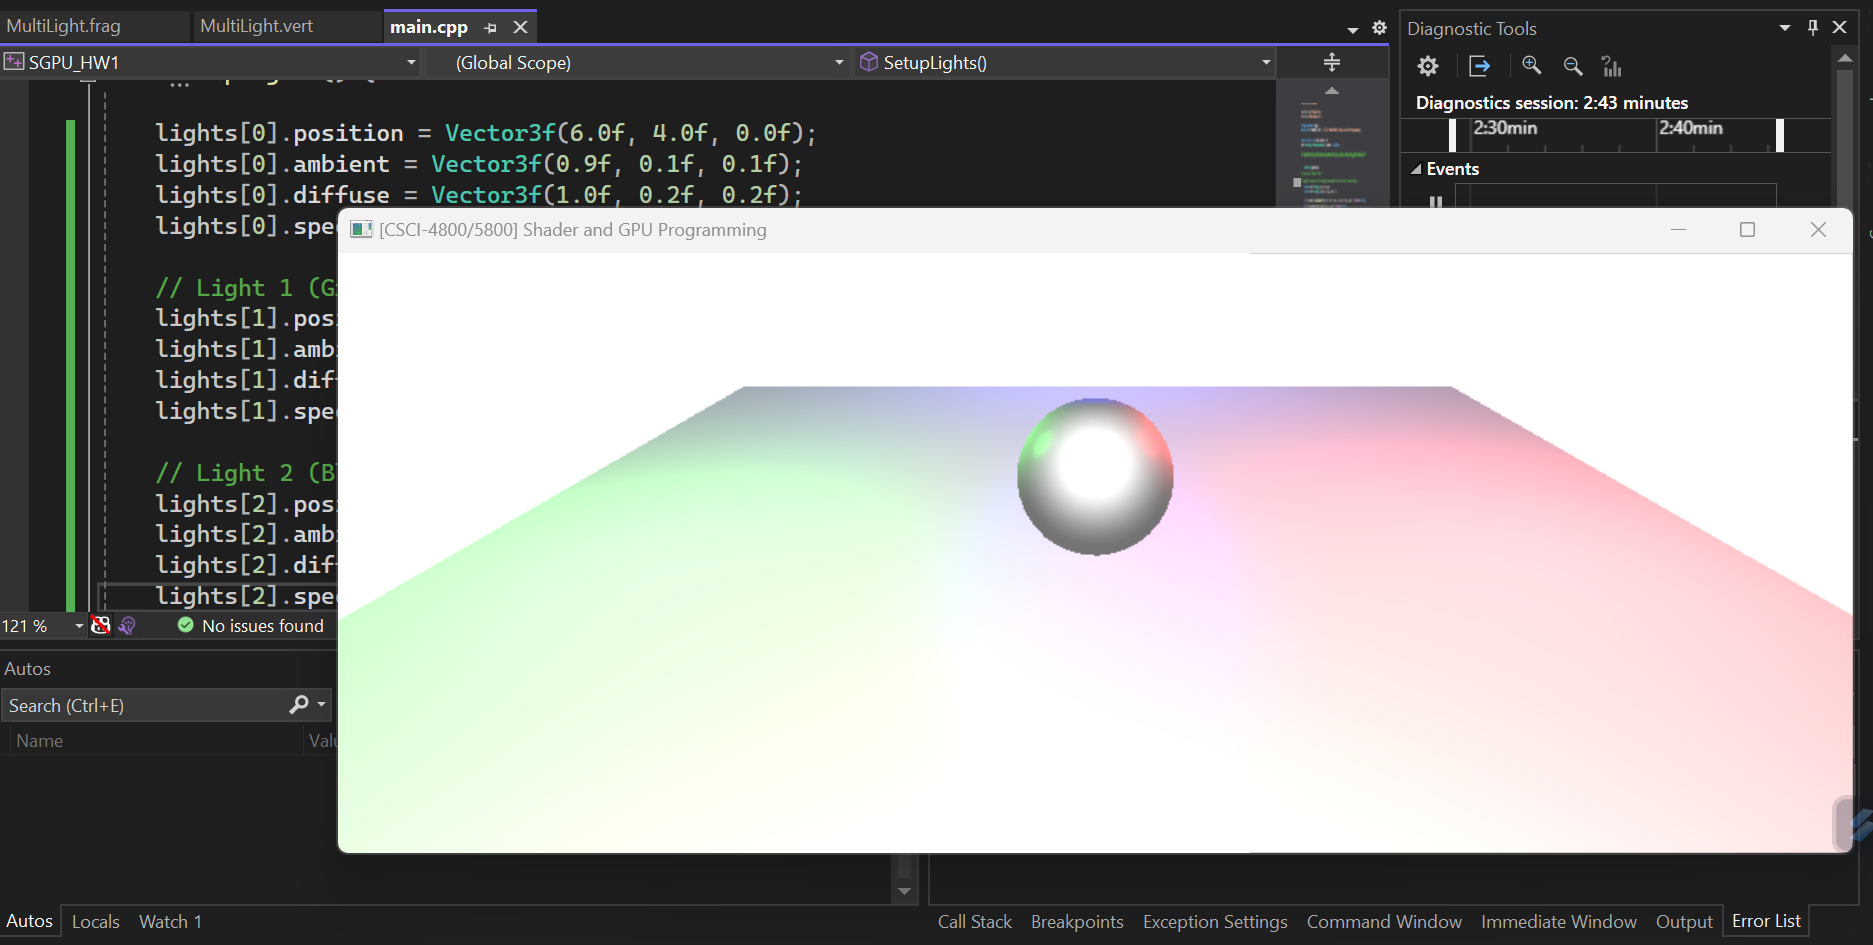 MultiLight.frag
MultiLight.vert
main.cpp
SGPU_HW1
(Global Scope)
SetupLights()
lights[0].position = Vector3f(6.0f, 4.0f, 0.0f);
lights[0].ambient = Vector3f(0.9f, 0.1f, 0.1f);
lights[0].diffuse = Vector3f(1.0f, 0.2f, 0.2f);
lights[0].spe
// Light 1 (G
lights[1].pos
lights[1].amb
lights[1].dif
lights[1].spe
// Light 2 (B
lights[2].pos
lights[2].amb
lights[2].dif
lights[2].spe
121 %
No issues found
[CSCI-4800/5800] Shader and GPU Programming
Diagnostic Tools
Diagnostics session: 2:43 minutes
2:30min
2:40min
Events
Autos
Search (Ctrl+E)
Name
Valu
Autos
Locals
Watch 1
Call Stack
Breakpoints
Exception Settings
Command Window
Immediate Window
Output
Error List